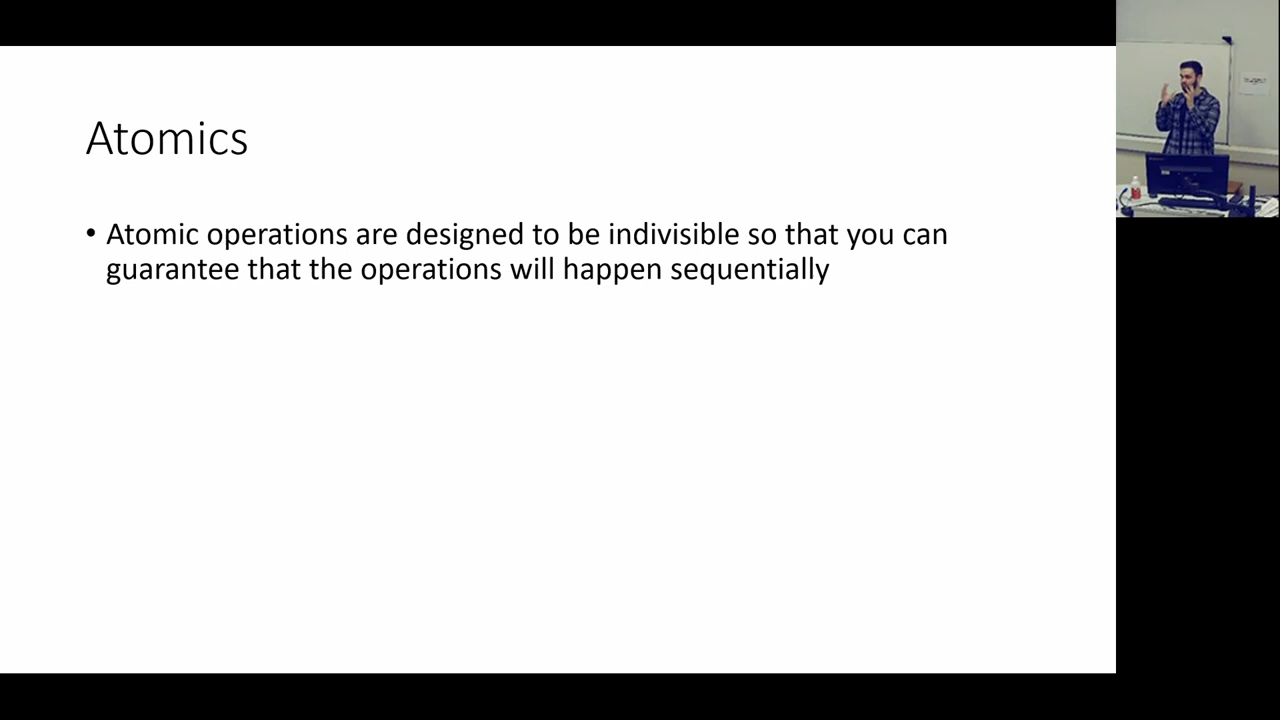 Atomics
• Atomic operations are designed to be indivisible so that you can
guarantee that the operations will happen sequentially